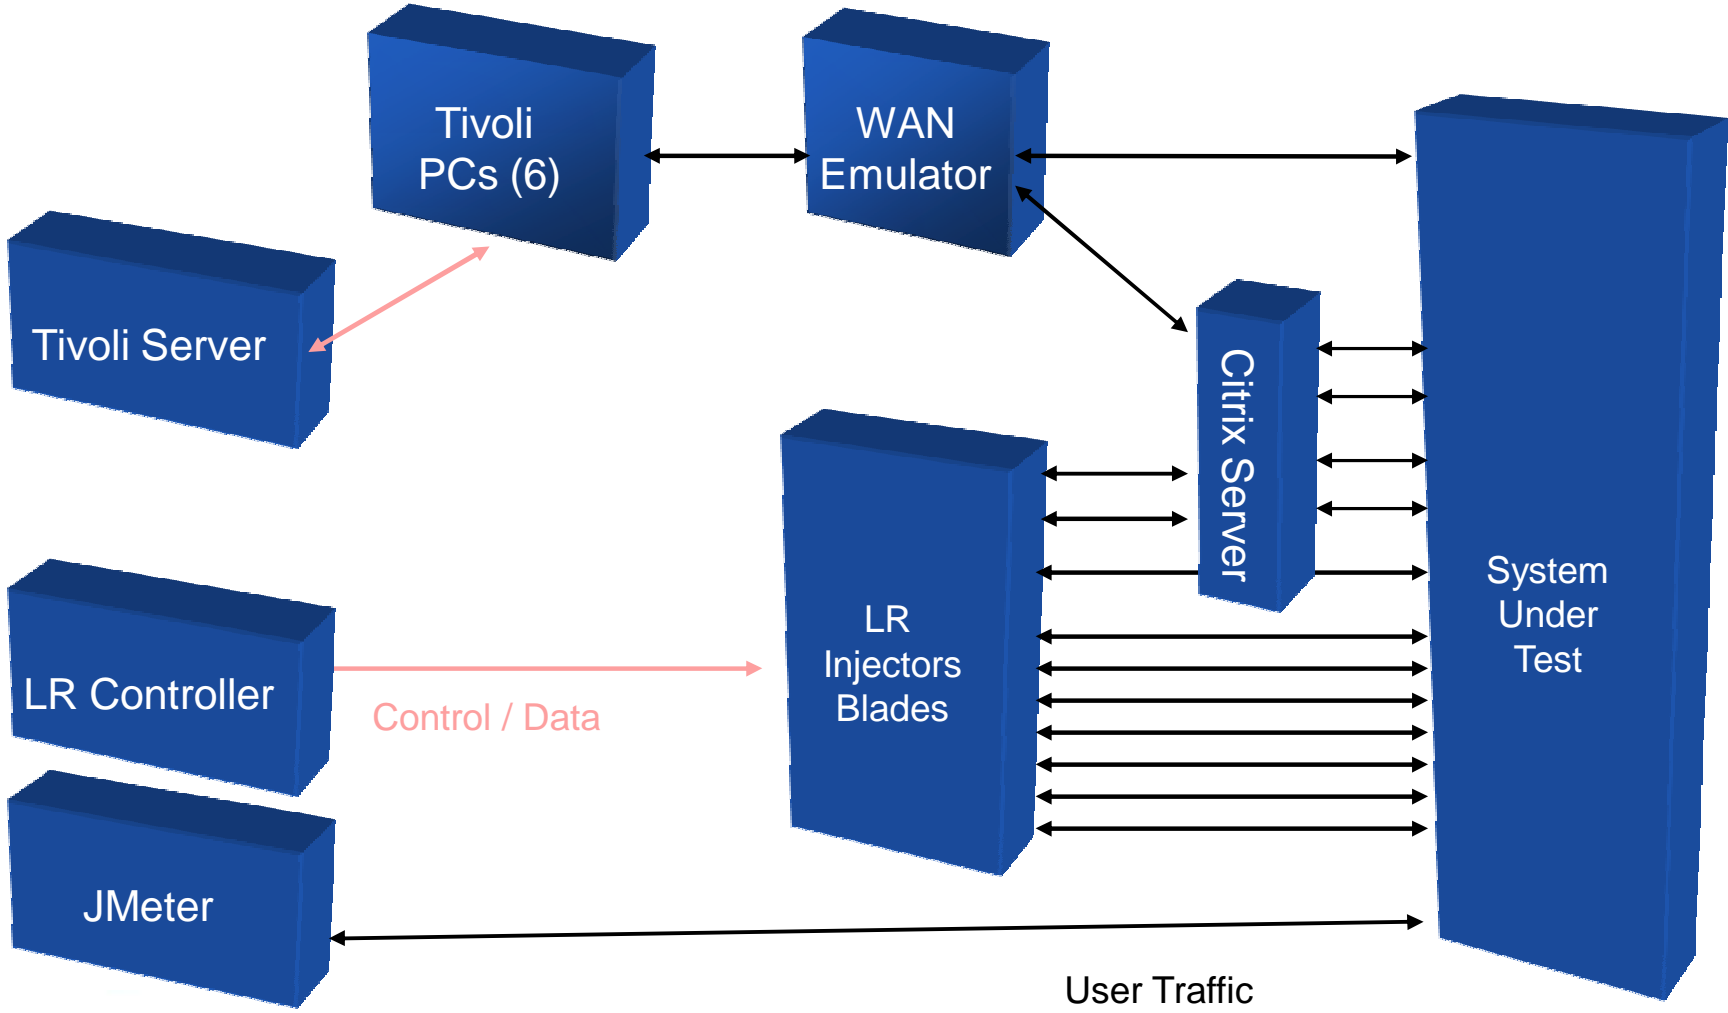 Tivoli
PCs (6)
WAN
Emulator
Tivoli Server
Citrix Server
System
Under
Test
LR
Injectors
Blades
LR Controller
Control / Data
JMeter
User Traffic